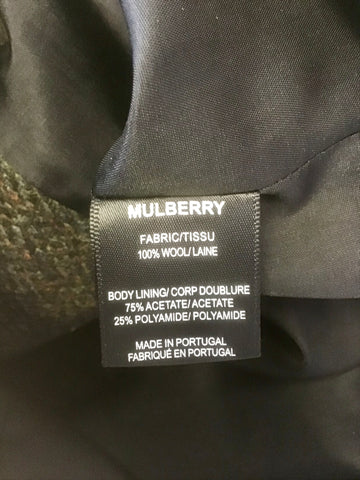 MULBERRY
FABRIC/TISSU
100% WOOL/LAINE
BODY LINING/ CORP DOUBLURE
75% ACETATE/ ACETATE
25% POLYAMIDE/ POLYAMIDE
MADE IN PORTUGAL
FABRIQUÉ EN PORTUGAL